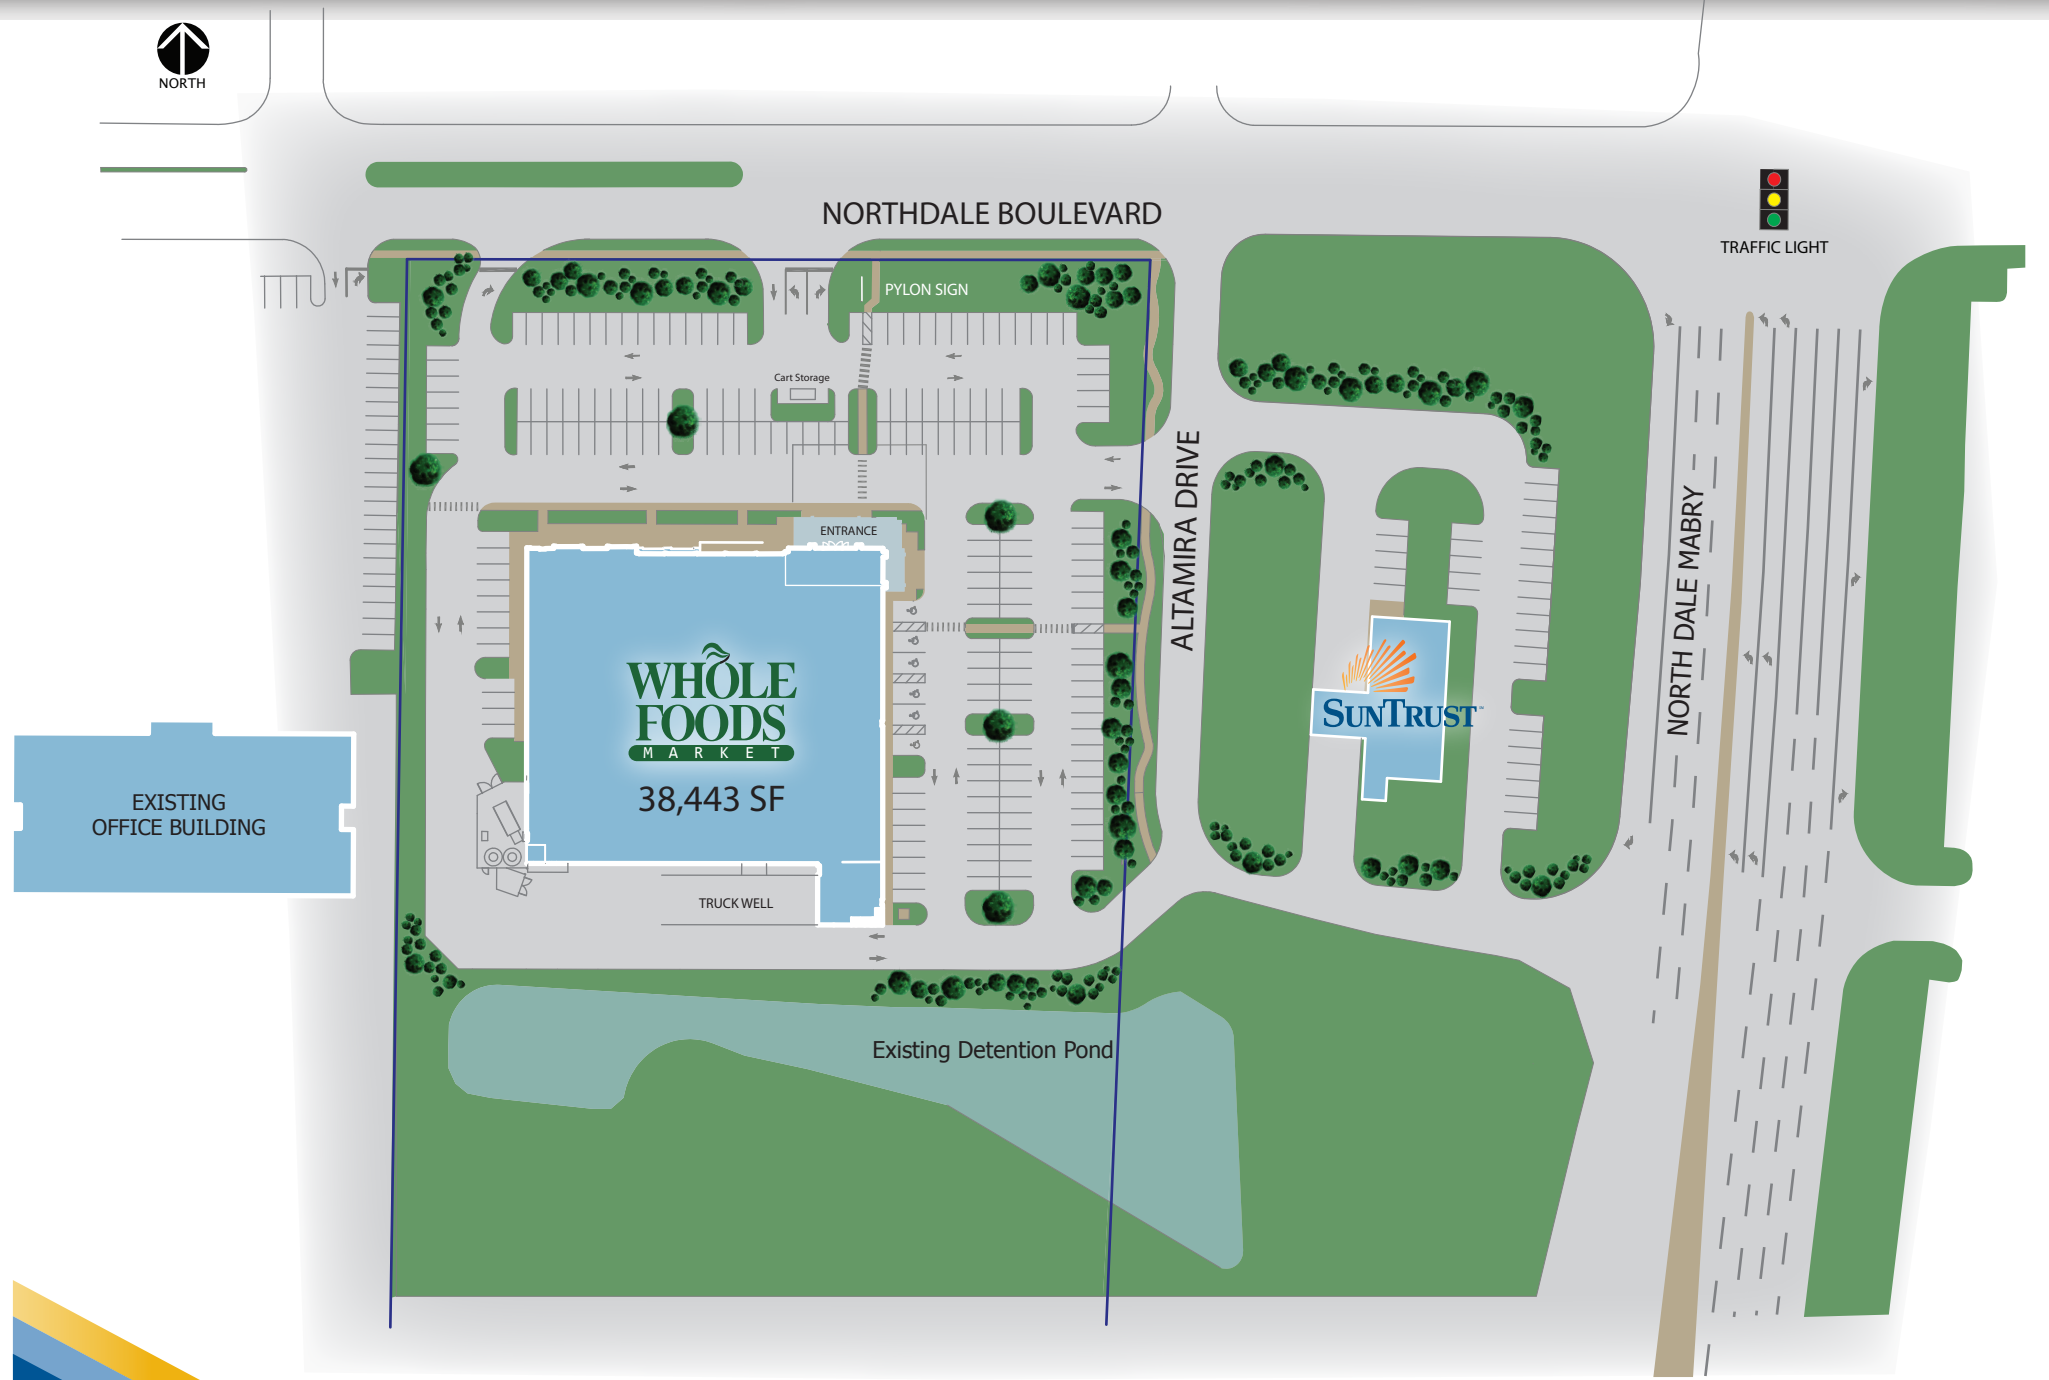 NORTH
NORTHDALE BOULEVARD
TRAFFIC LIGHT
PYLON SIGN
Cart Storage
ALTAMIRA DRIVE
NORTH DALE MABRY
ENTRANCE
WHOLE
FOODS
MARKET
38,443 SF
SUNTRUST
EXISTING
OFFICE BUILDING
TRUCK WELL
Existing Detention Pond